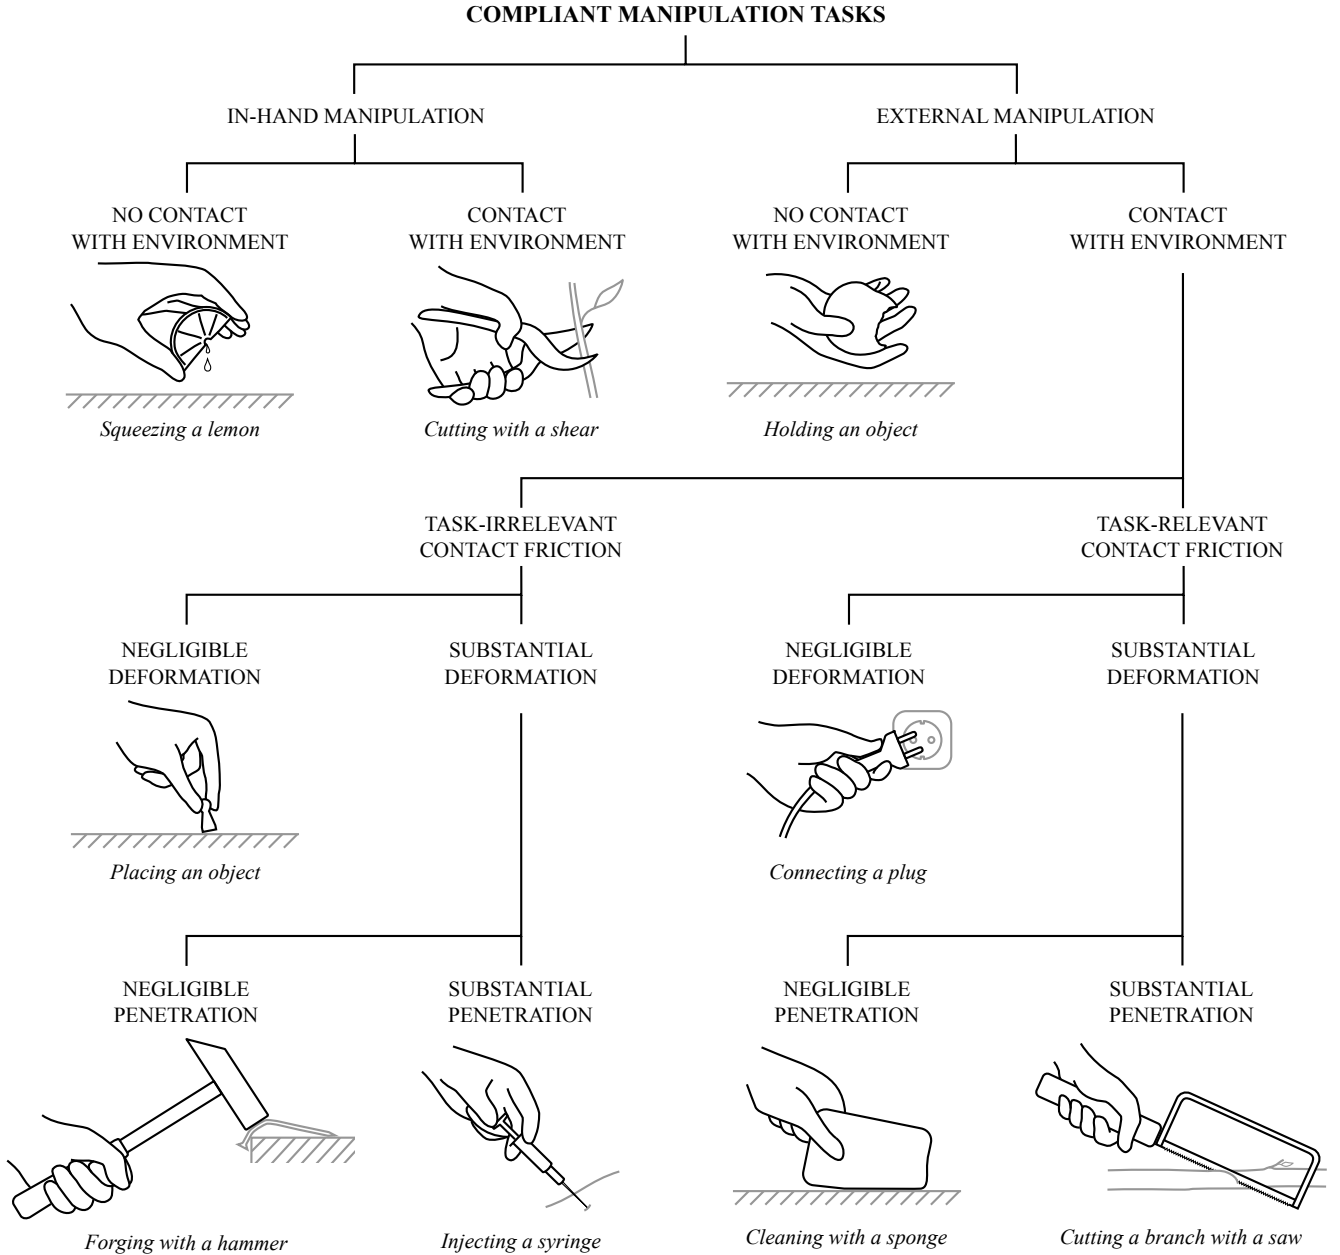 COMPLIANT MANIPULATION TASKS
IN-HAND MANIPULATION
EXTERNAL MANIPULATION
NO CONTACT
WITH ENVIRONMENT
CONTACT
WITH ENVIRONMENT
NO CONTACT
WITH ENVIRONMENT
CONTACT
WITH ENVIRONMENT
Squeezing a lemon
Cutting with a shear
Holding an object
TASK-IRRELEVANT
CONTACT FRICTION
TASK-RELEVANT
CONTACT FRICTION
NEGLIGIBLE
DEFORMATION
SUBSTANTIAL
DEFORMATION
NEGLIGIBLE
DEFORMATION
SUBSTANTIAL
DEFORMATION
Placing an object
Connecting a plug
NEGLIGIBLE
PENETRATION
SUBSTANTIAL
PENETRATION
NEGLIGIBLE
PENETRATION
SUBSTANTIAL
PENETRATION
Forging with a hammer
Injecting a syringe
Cleaning with a sponge
Cutting a branch with a saw